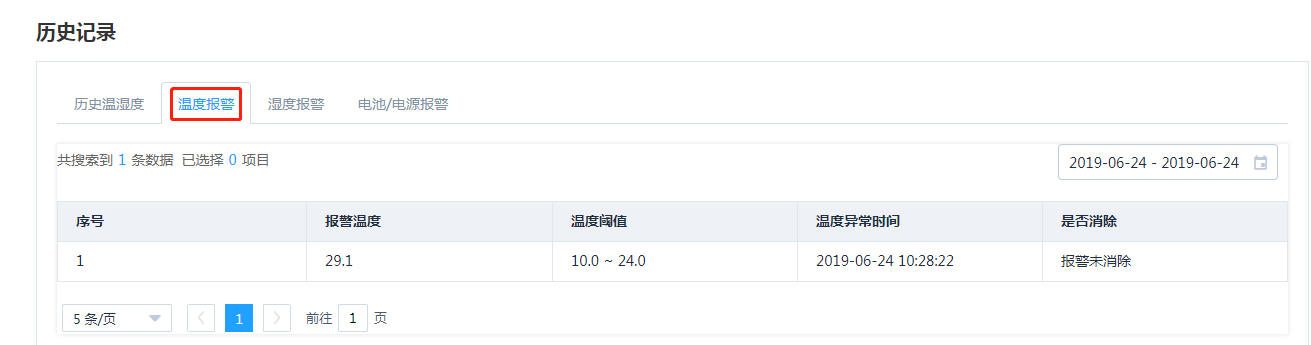 历史记录
历史温湿度 温度报警 湿度报警 电池/电源报警
共搜索到 1 条数据 已选择 0 项目 2019-06-24 - 2019-06-24
序号 报警温度 温度阈值 温度异常时间 是否消除
1 29.1 10.0 ~ 24.0 2019-06-24 10:28:22 报警未消除
5 条/页 1 前往 1 页